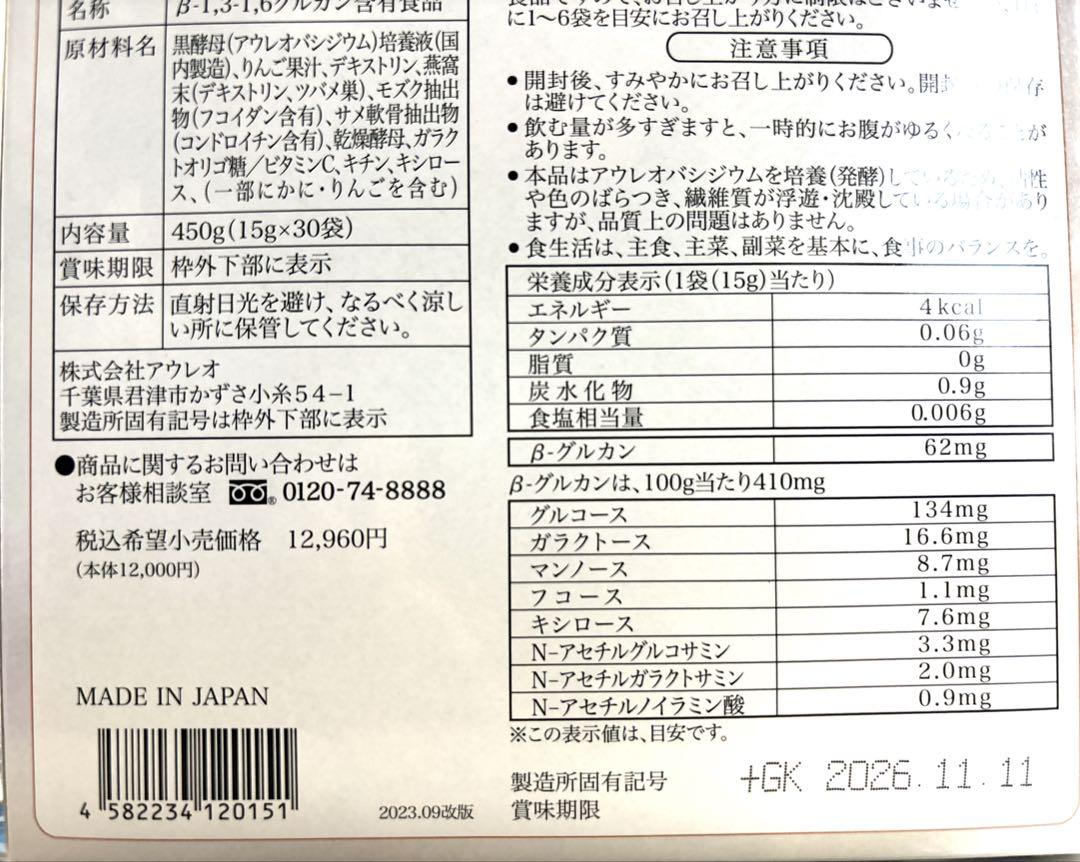 名称 β-1,3-1,6グルカン含有食品
原材料名 黒酵母(アウレオバシジウム)培養液(国
内製造)、りんご果汁、デキストリン、燕窩
末(デキストリン、ツバメ巣)、モズク抽出
物(フコイダン含有)、サメ軟骨抽出物
(コンドロイチン含有)、乾燥酵母、ガラク
トオリゴ糖／ビタミンC、キチン、キシロー
ス、(一部にかに・りんごを含む)
内容量 450g(15g×30袋)
賞味期限 枠外下部に表示
保存方法 直射日光を避け、なるべく涼し
い所に保管してください。
株式会社アウレオ
千葉県君津市かずさ小糸54-1
製造所固有記号は枠外下部に表示
●商品に関するお問い合わせは
お客様相談室 ® 0120-74-8888
税込希望小売価格 12,960円
(本体12,000円)
MADE IN JAPAN
4 582234 120151
2023.09改版
に1〜6袋を目安にお召し上がりください。
注意事項
●開封後、すみやかにお召し上がりください。開封 保存
は避けてください。
●飲む量が多すぎますと、一時的にお腹がゆるくなることが
あります。
●本品はアウレオバシジウムを培養(発酵)しているため、粘性
や色のばらつき、繊維質が浮遊・沈殿している場合があり
ますが、品質上の問題はありません。
●食生活は、主食、主菜、副菜を基本に、食事のバランスを。
栄養成分表示(1袋(15g)当たり)
エネルギー 4kcal
タンパク質 0.06g
脂質 0g
炭水化物 0.9g
食塩相当量 0.006g
β-グルカン 62mg
β-グルカンは、100g当たり410mg
グルコース 134mg
ガラクトース 16.6mg
マンノース 8.7mg
フコース 1.1mg
キシロース 7.6mg
N-アセチルグルコサミン 3.3mg
N-アセチルガラクトサミン 2.0mg
N-アセチルノイラミン酸 0.9mg
※この表示値は、目安です。
製造所固有記号 +GK 2026.11.11
賞味期限